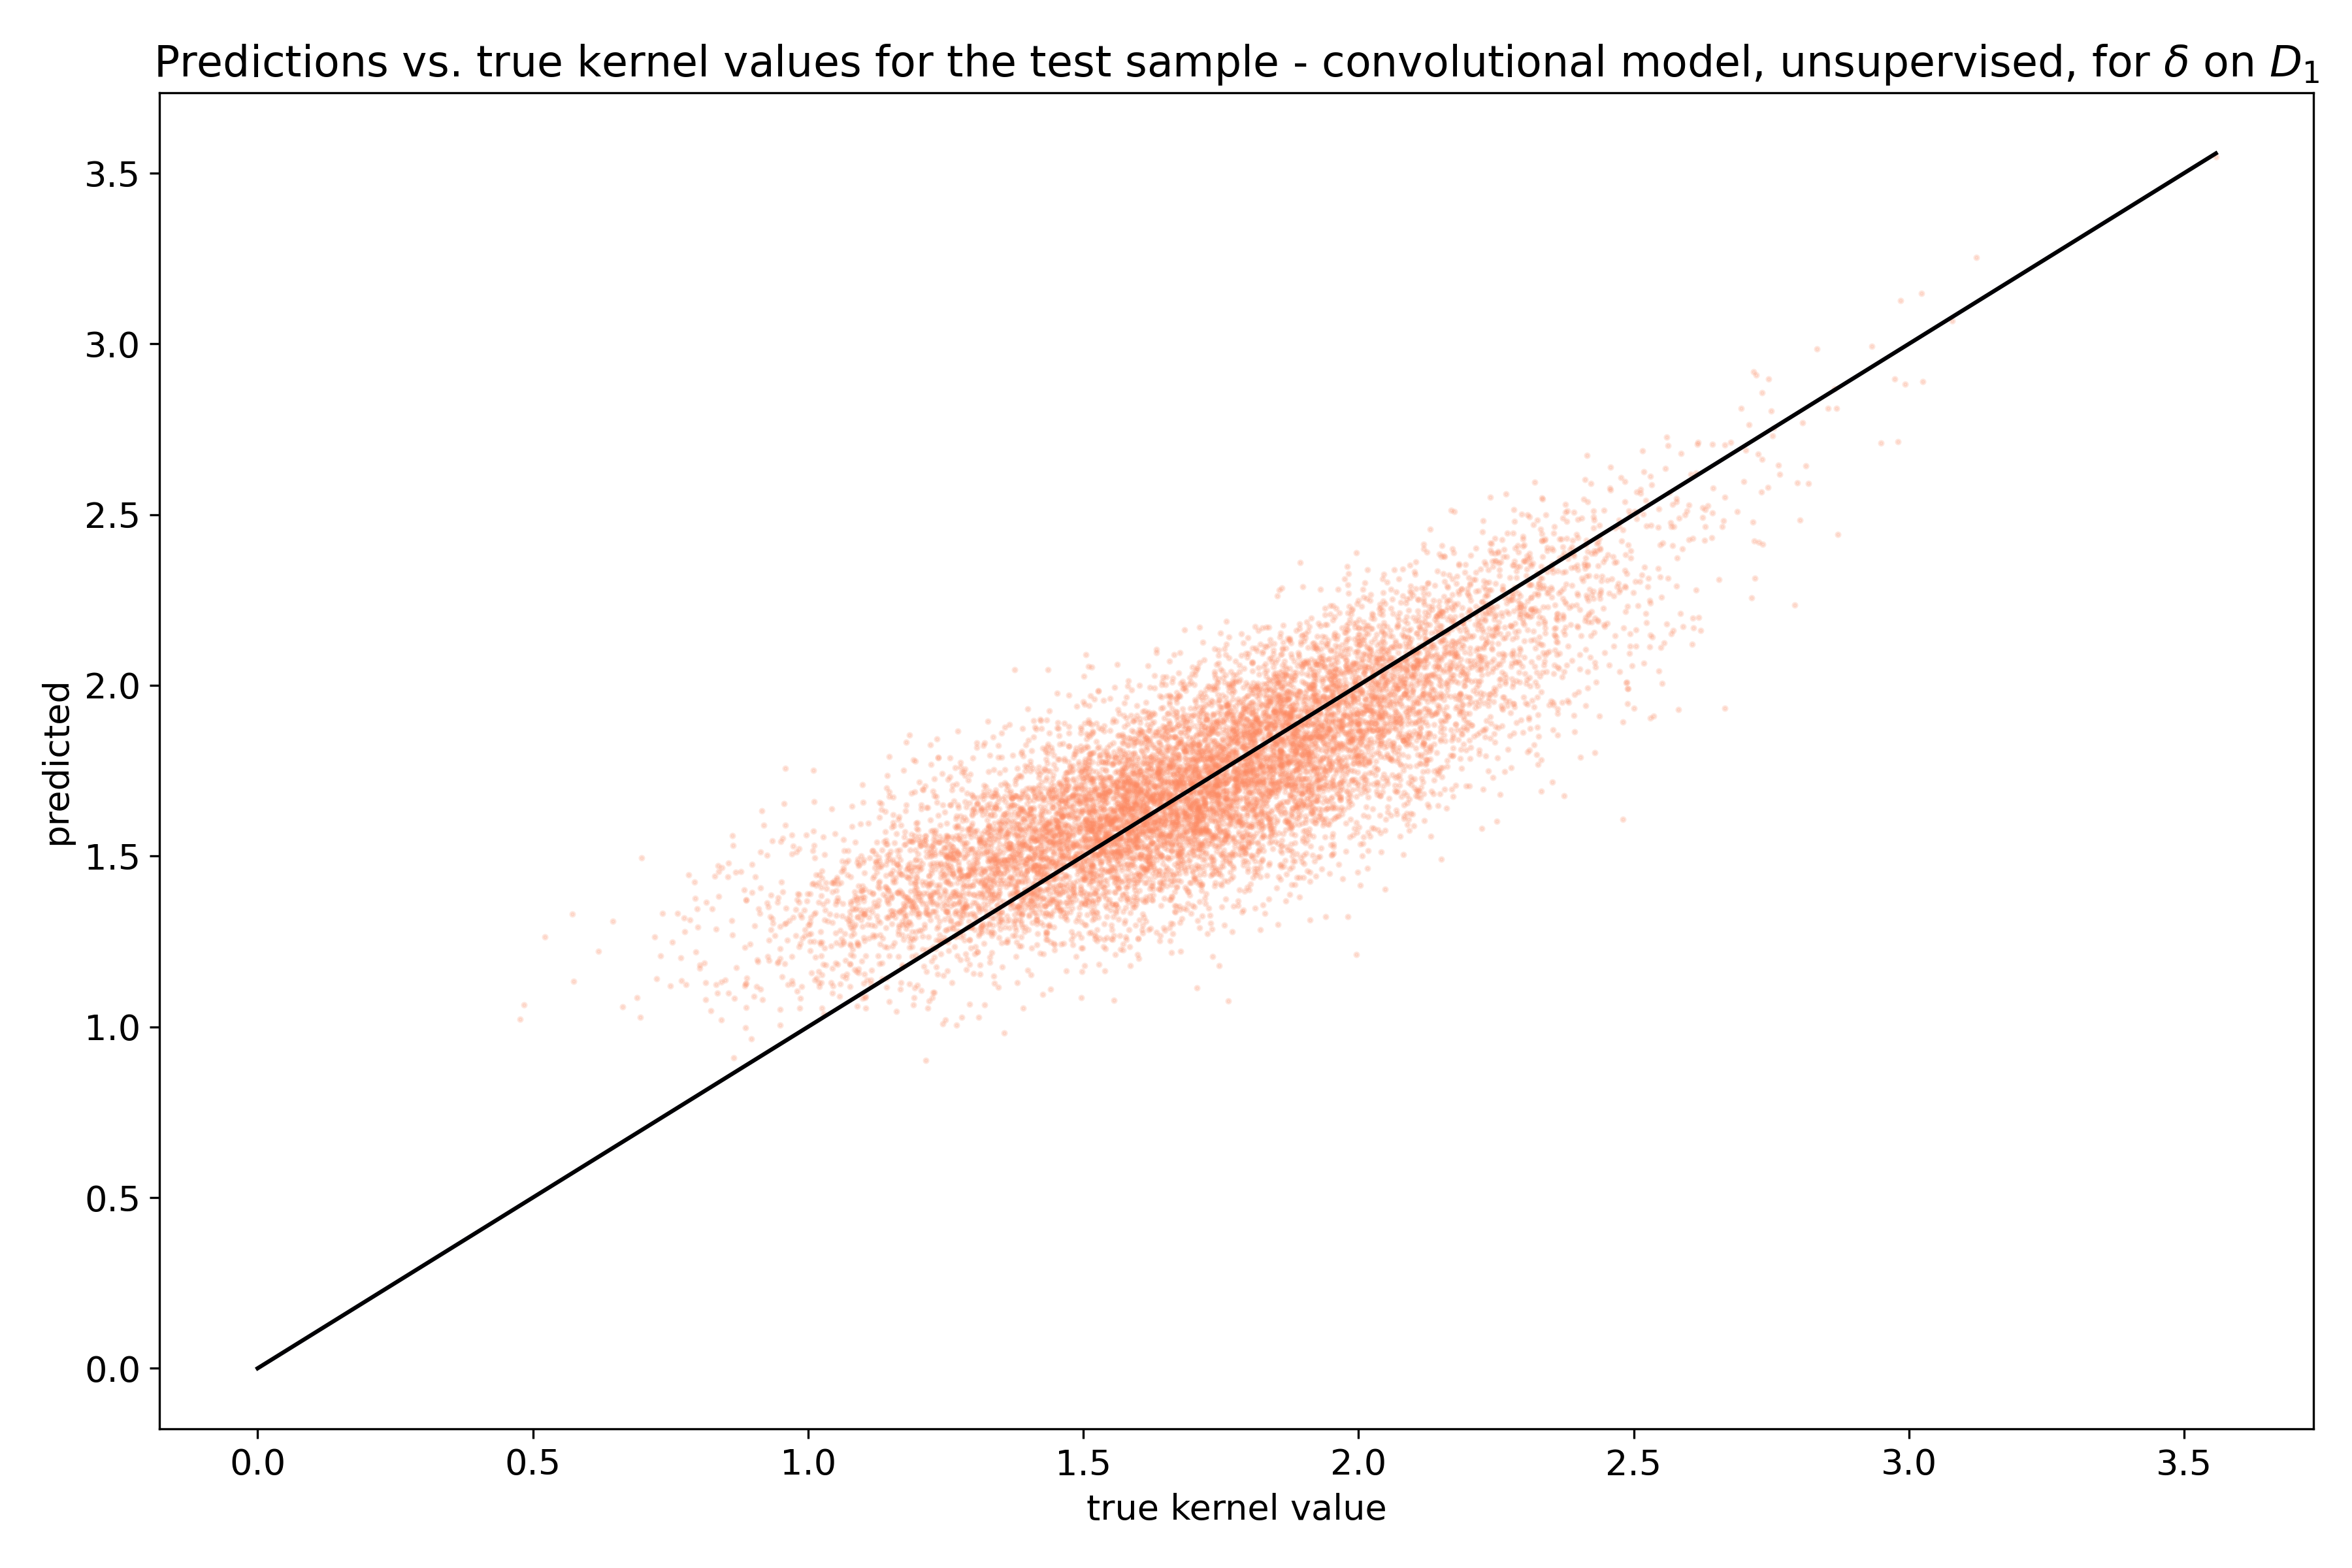 Predictions vs. true kernel values for the test sample - convolutional model, unsupervised, for δ on D₁
3.5
3.0
2.5
2.0
1.5
1.0
0.5
0.0
predicted
0.0 0.5 1.0 1.5 2.0 2.5 3.0 3.5
true kernel value